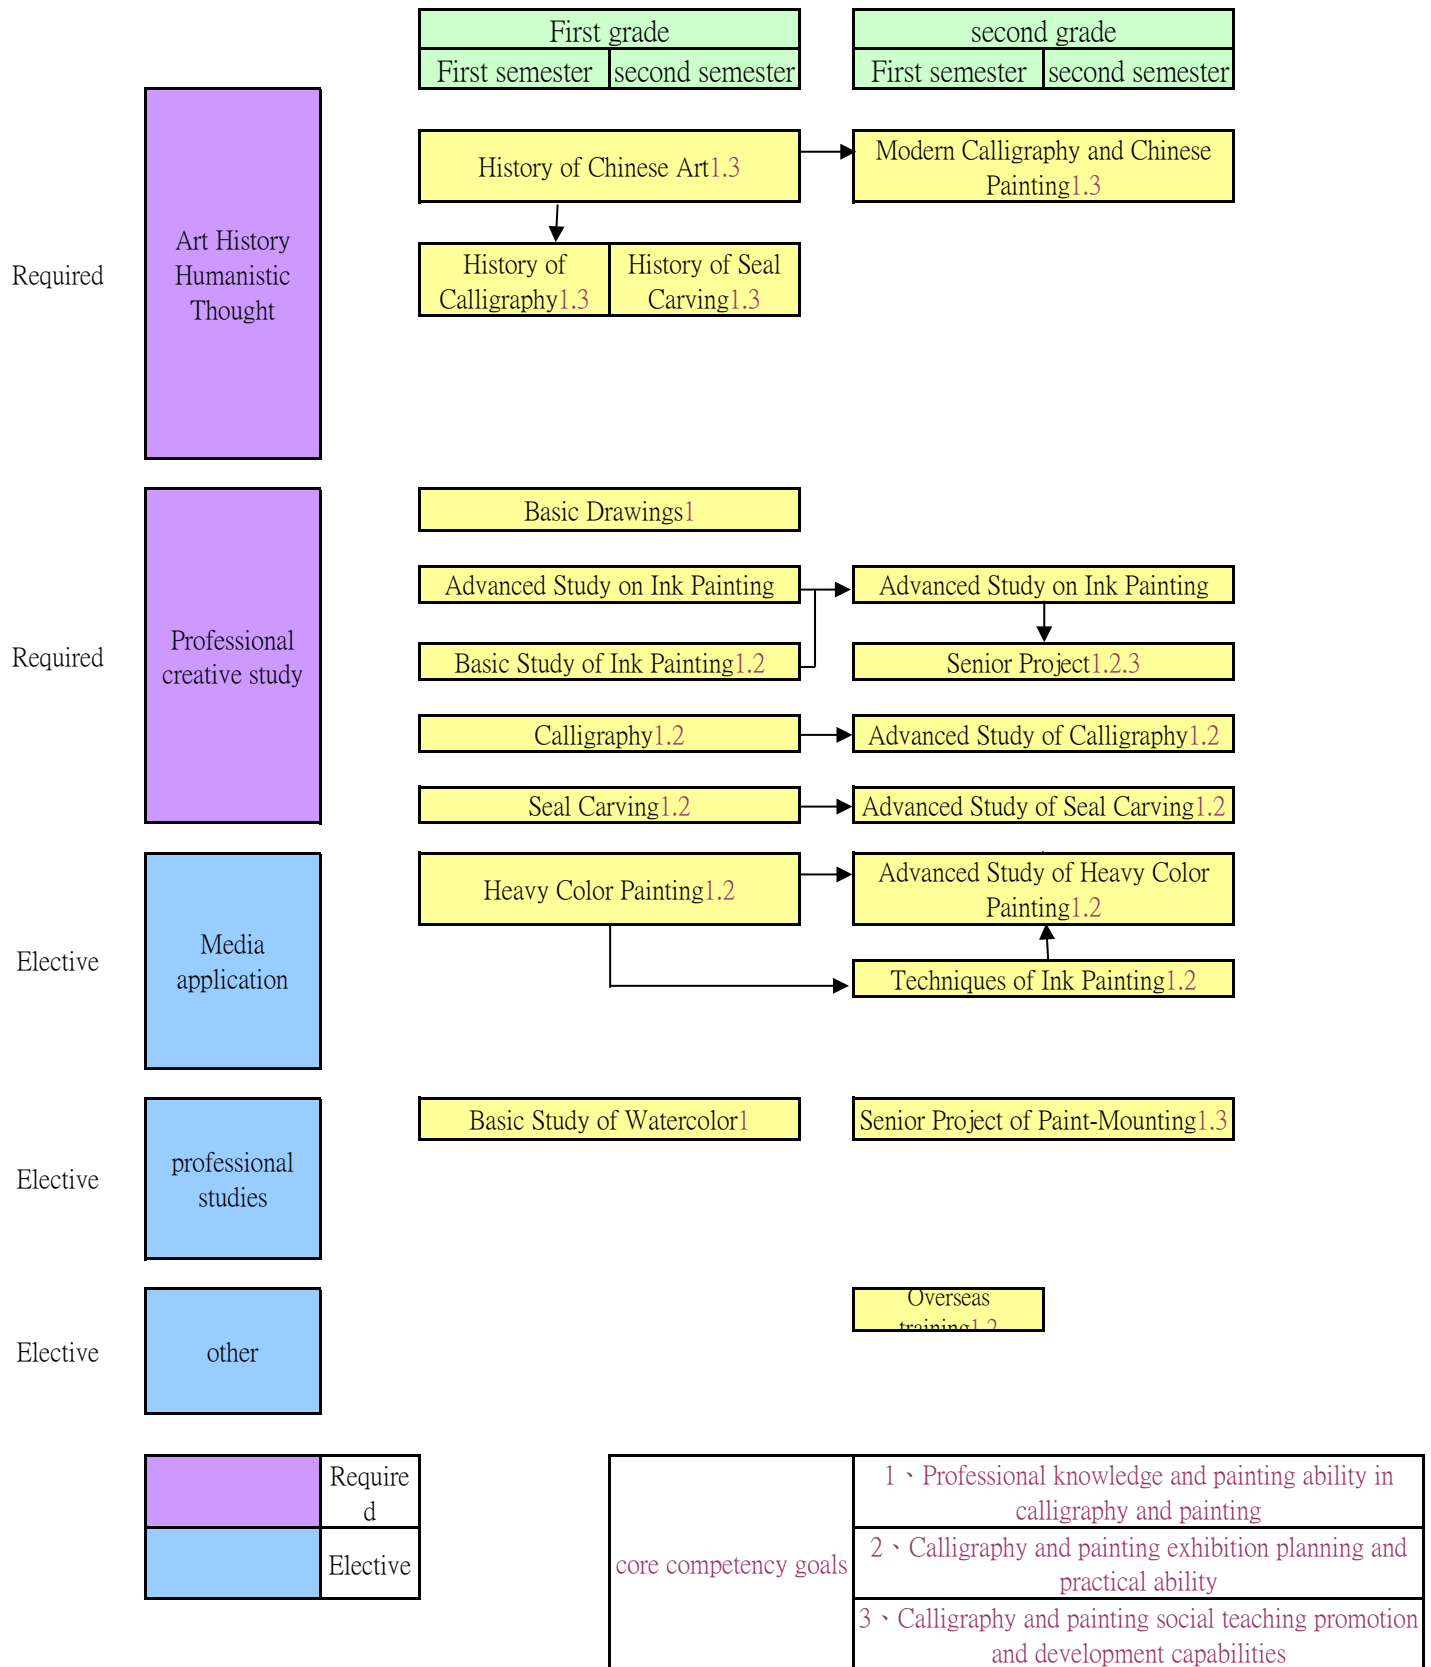 First grade
second grade
First semester
second semester
First semester
second semester
Required
Art History
Humanistic
Thought
History of Chinese Art1.3
Modern Calligraphy and Chinese
Painting1.3
History of
Calligraphy1.3
History of Seal
Carving1.3
Required
Professional
creative study
Basic Drawings1
Advanced Study on Ink Painting
Advanced Study on Ink Painting
Basic Study of Ink Painting1.2
Senior Project1.2.3
Calligraphy1.2
Advanced Study of Calligraphy1.2
Seal Carving1.2
Advanced Study of Seal Carving1.2
Elective
Media
application
Heavy Color Painting1.2
Advanced Study of Heavy Color
Painting1.2
Techniques of Ink Painting1.2
Elective
professional
studies
Basic Study of Watercolor1
Senior Project of Paint-Mounting1.3
Elective
other
Overseas
training1.2
Require
d
Elective
core competency goals
1、Professional knowledge and painting ability in
calligraphy and painting
2、Calligraphy and painting exhibition planning and
practical ability
3、Calligraphy and painting social teaching promotion
and development capabilities